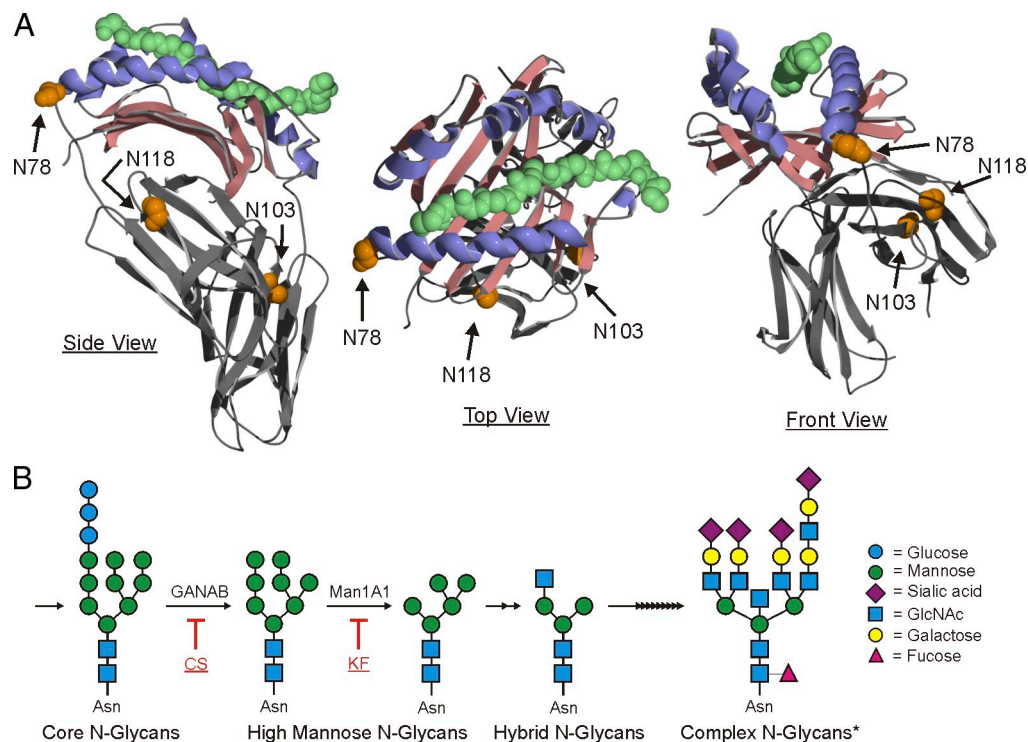 A
N78
N118
N103
Side View
N78
N118
N103
Top View
N78
N118
N103
Front View
B
GANAB
CS
Man1A1
KF
Asn
Asn
Asn
Asn
Asn
Core N-Glycans
High Mannose N-Glycans
Hybrid N-Glycans
Complex N-Glycans*
= Glucose
= Mannose
= Sialic acid
= GlcNAc
= Galactose
= Fucose